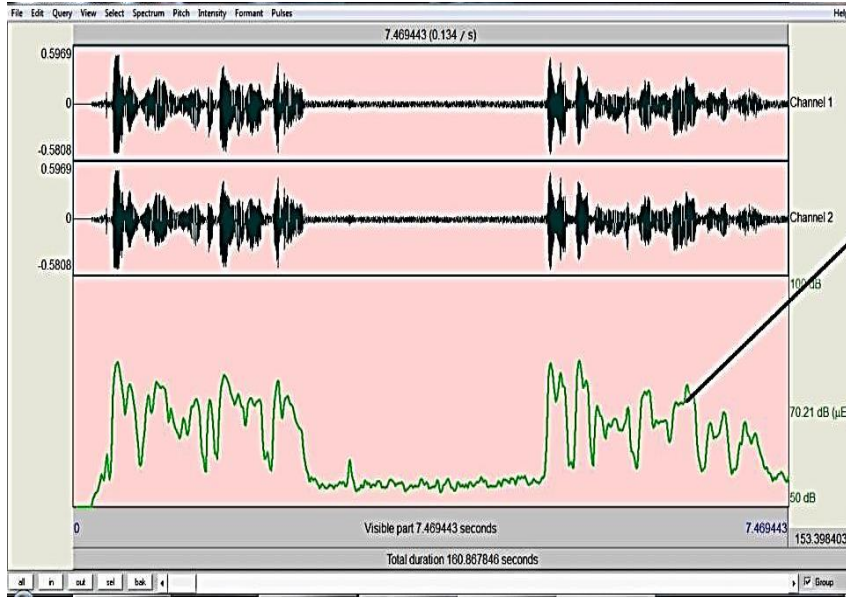 File Edit Query View Select Spectrum Pitch Intensity Formant Pulses Help
7.469443 (0.134 / s)
0.5969
0
-0.5808
Channel 1
0.5969
0
-0.5808
Channel 2
100 dB
70.21 dB (µE
50 dB
0 Visible part 7.469443 seconds 7.469443
153.398403
Total duration 160.867846 seconds
all in out sel bak Group